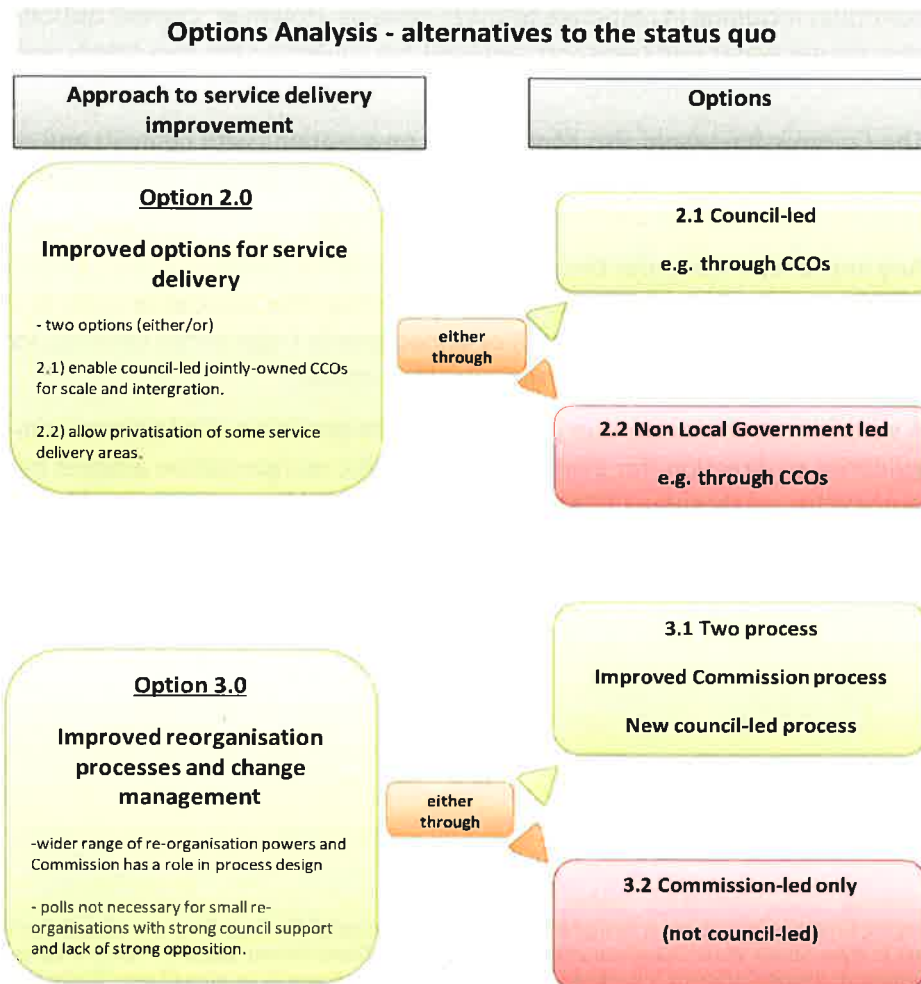 Options Analysis - alternatives to the status quo
Approach to service delivery
improvement
Options
Option 2.0
Improved options for service
delivery
- two options (either/or)
2.1) enable council-led jointly-owned CCOs
for scale and intergration.
2.2) allow privatisation of some service
delivery areas.
either
through
2.1 Council-led
e.g. through CCOs
2.2 Non Local Government led
e.g. through CCOs
Option 3.0
Improved reorganisation
processes and change
management
-wider range of re-organisation powers and
Commission has a role in process design
- polls not necessary for small re-
organisations with strong council support
and lack of strong opposition.
either
through
3.1 Two process
Improved Commission process
New council-led process
3.2 Commission-led only
(not council-led)